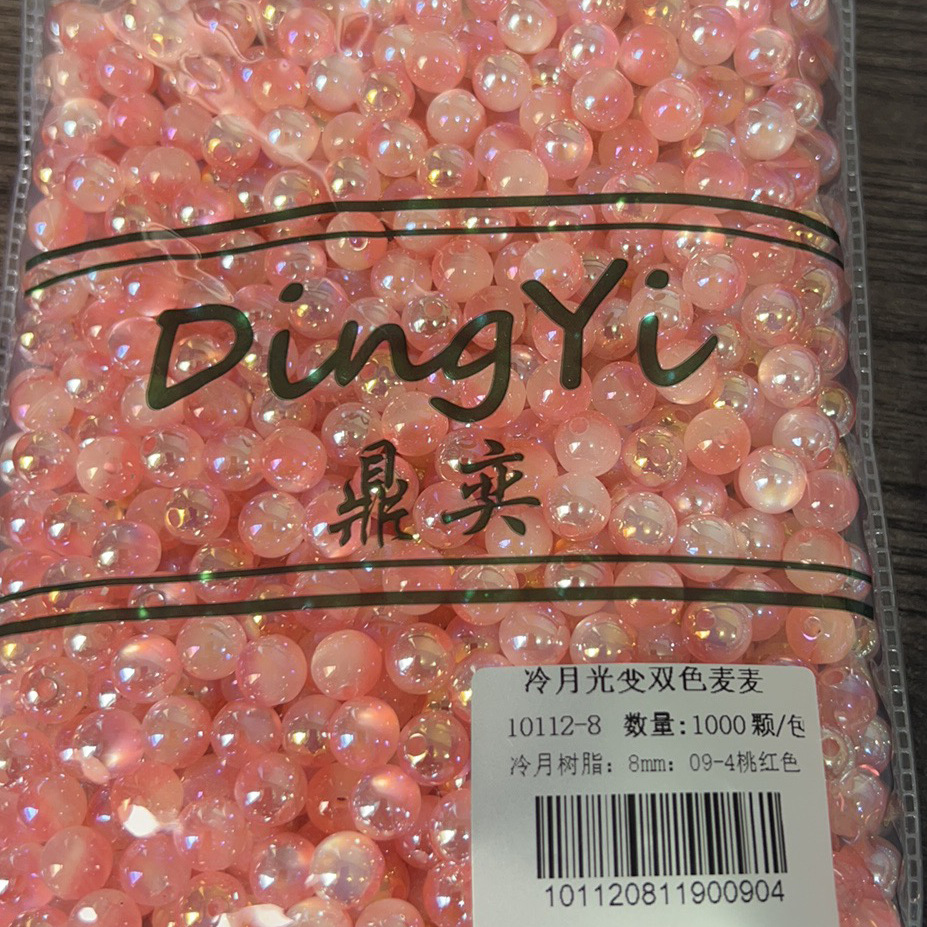 DingYi
鼎奕
冷月光变双色麦麦
10112-8 数量:1000颗/包
冷月树脂：8mm：09-4桃红色
101120811900904